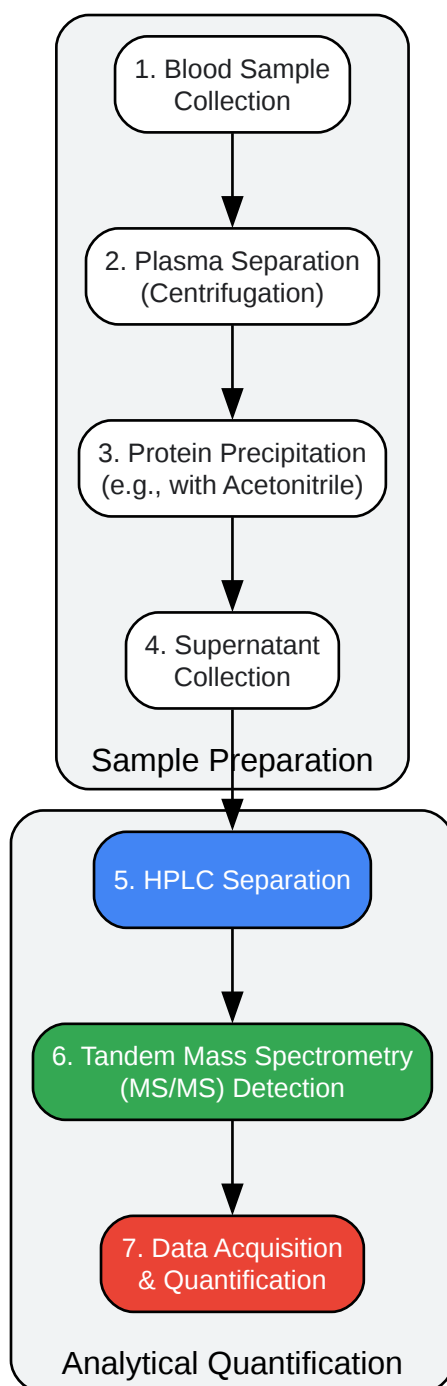 1. Blood Sample
Collection
2. Plasma Separation
(Centrifugation)
3. Protein Precipitation
(e.g., with Acetonitrile)
4. Supernatant
Collection
Sample Preparation
5. HPLC Separation
6. Tandem Mass Spectrometry
(MS/MS) Detection
7. Data Acquisition
& Quantification
Analytical Quantification